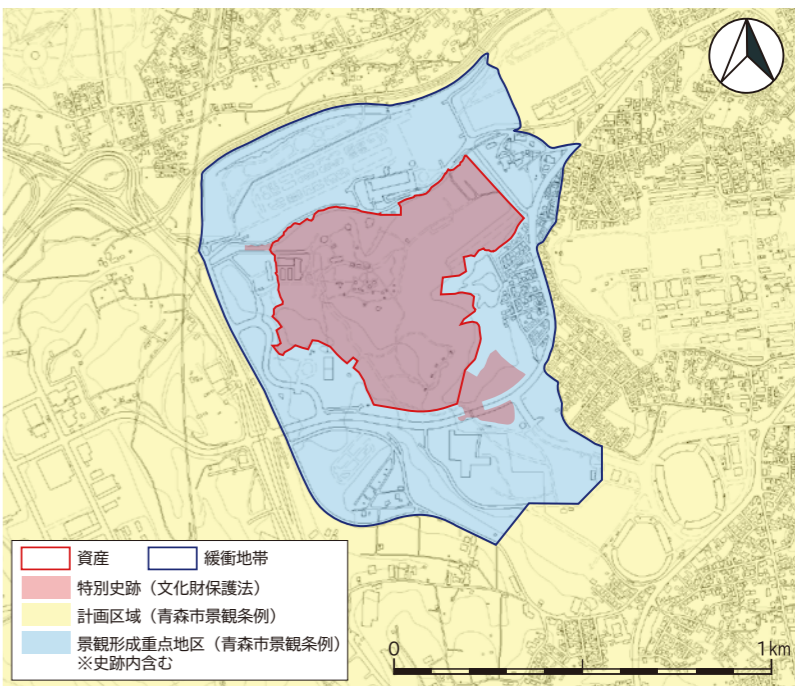 資産
緩衝地帯
特別史跡（文化財保護法）
計画区域（青森市景観条例）
景観形成重点地区（青森市景観条例）
※史跡内含む
0
1km